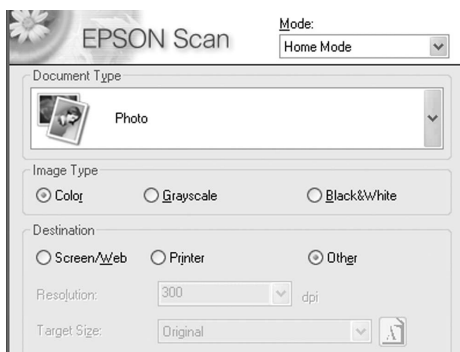 EPSON Scan
Mode:
Home Mode
Document Type
Photo
Image Type
Color
Grayscale
Black&White
Destination
Screen/Web
Printer
Other
Resolution:
300
dpi
Target Size:
Original
A